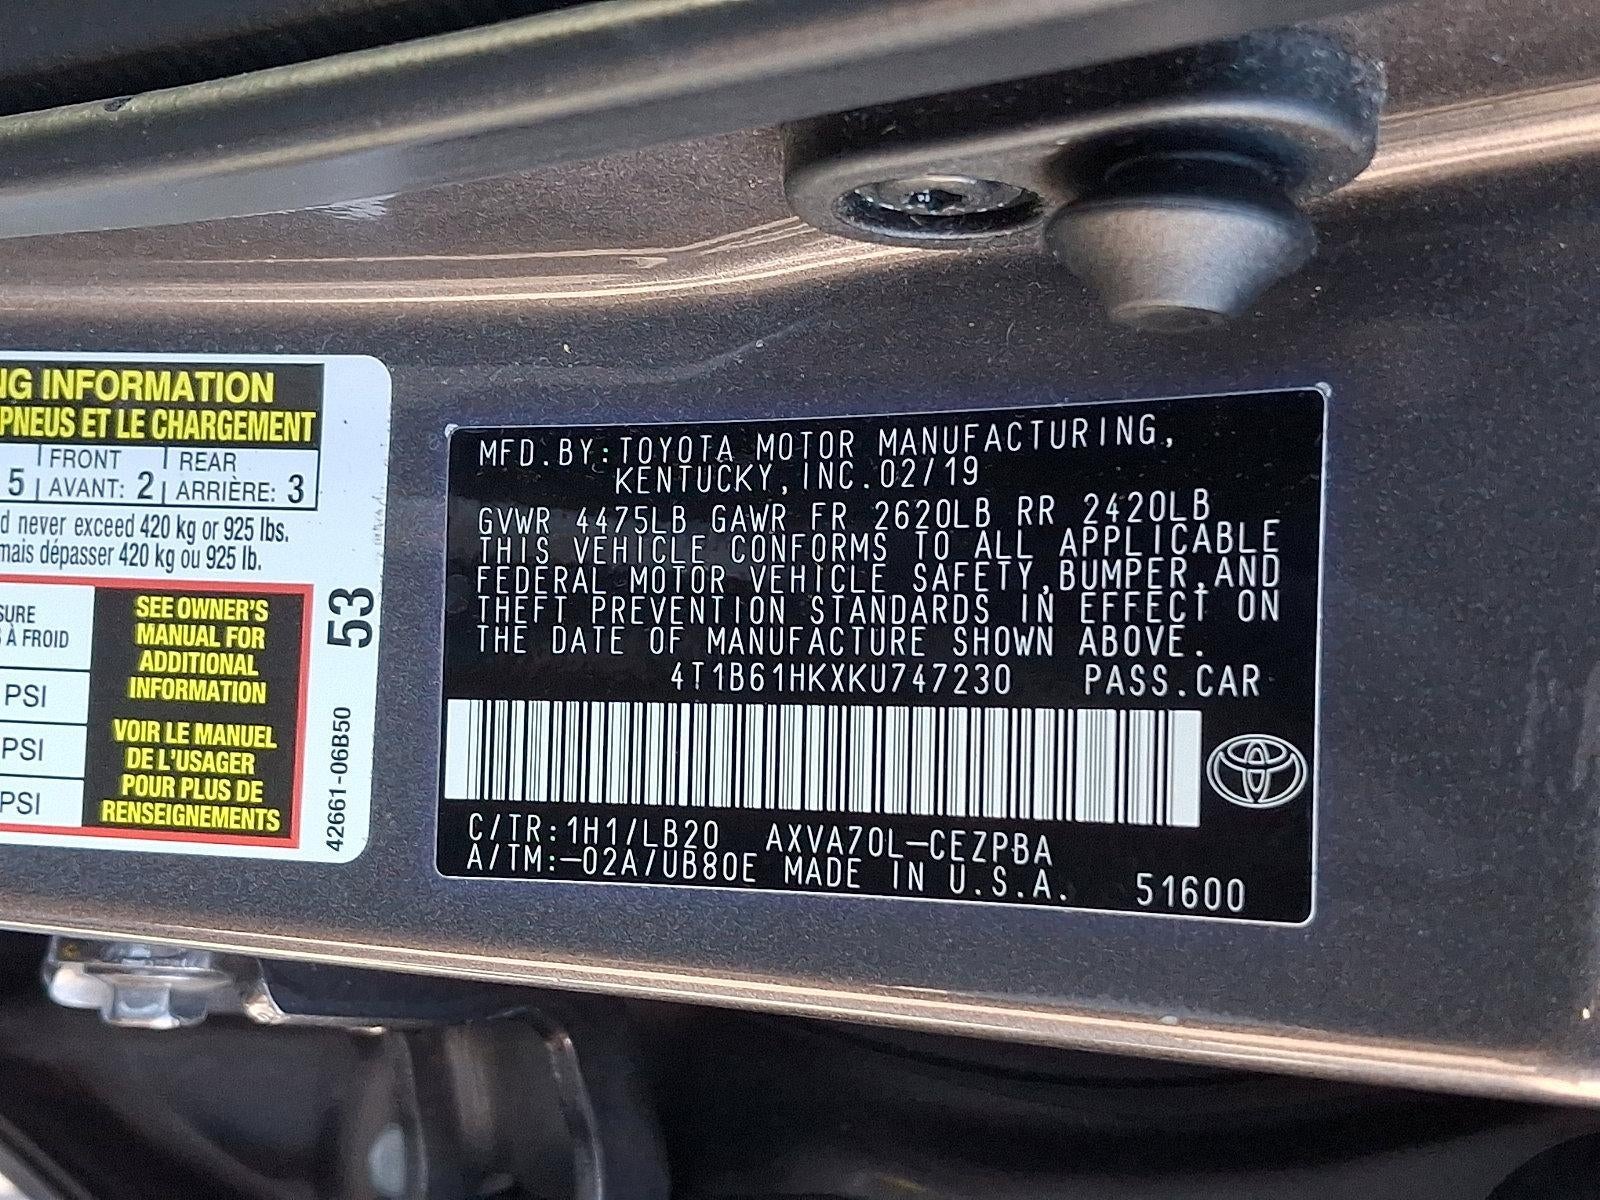 NG INFORMATION
PNEUS ET LE CHARGEMENT
5 FRONT AVANT: 2 REAR ARRIÈRE: 3
d never exceed 420 kg or 925 lbs.
mais dépasser 420 kg ou 925 lb.
SURE
À FROID
PSI
PSI
PSI
SEE OWNER'S
MANUAL FOR
ADDITIONAL
INFORMATION
VOIR LE MANUEL
DE L'USAGER
POUR PLUS DE
RENSEIGNEMENTS
53
42661-06B50
MFD.BY:TOYOTA MOTOR MANUFACTURING,
KENTUCKY,INC.02/19
GVWR 4475LB GAWR FR 2620LB RR 2420LB
THIS VEHICLE CONFORMS TO ALL APPLICABLE
FEDERAL MOTOR VEHICLE SAFETY,BUMPER,AND
THEFT PREVENTION STANDARDS IN EFFECT ON
THE DATE OF MANUFACTURE SHOWN ABOVE.
4T1B61HKXKU747230 PASS.CAR
C/TR:1H1/LB20 AXVA70L-CEZPBA
A/TM:-02A/UB80E MADE IN U.S.A. 51600